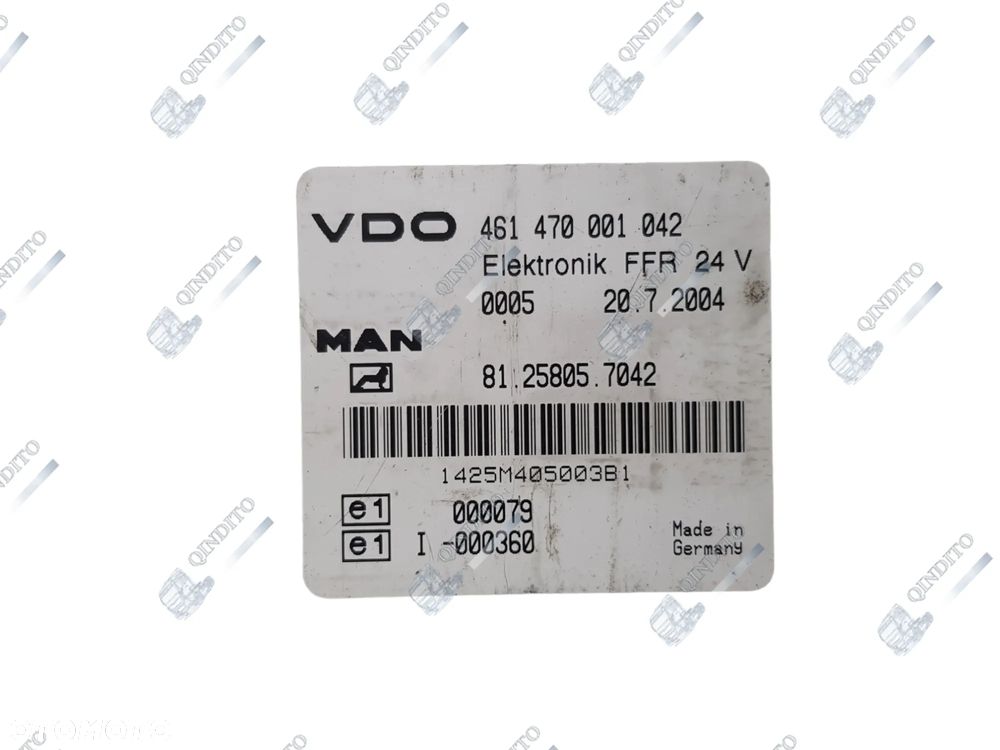 VDO 461 470 001 042
Elektronik FFR 24 V
0005 20.7.2004
MAN
81.25805.7042
1425M405003B1
e1 000079
e1 I -000360
Made in
Germany
QINDITO